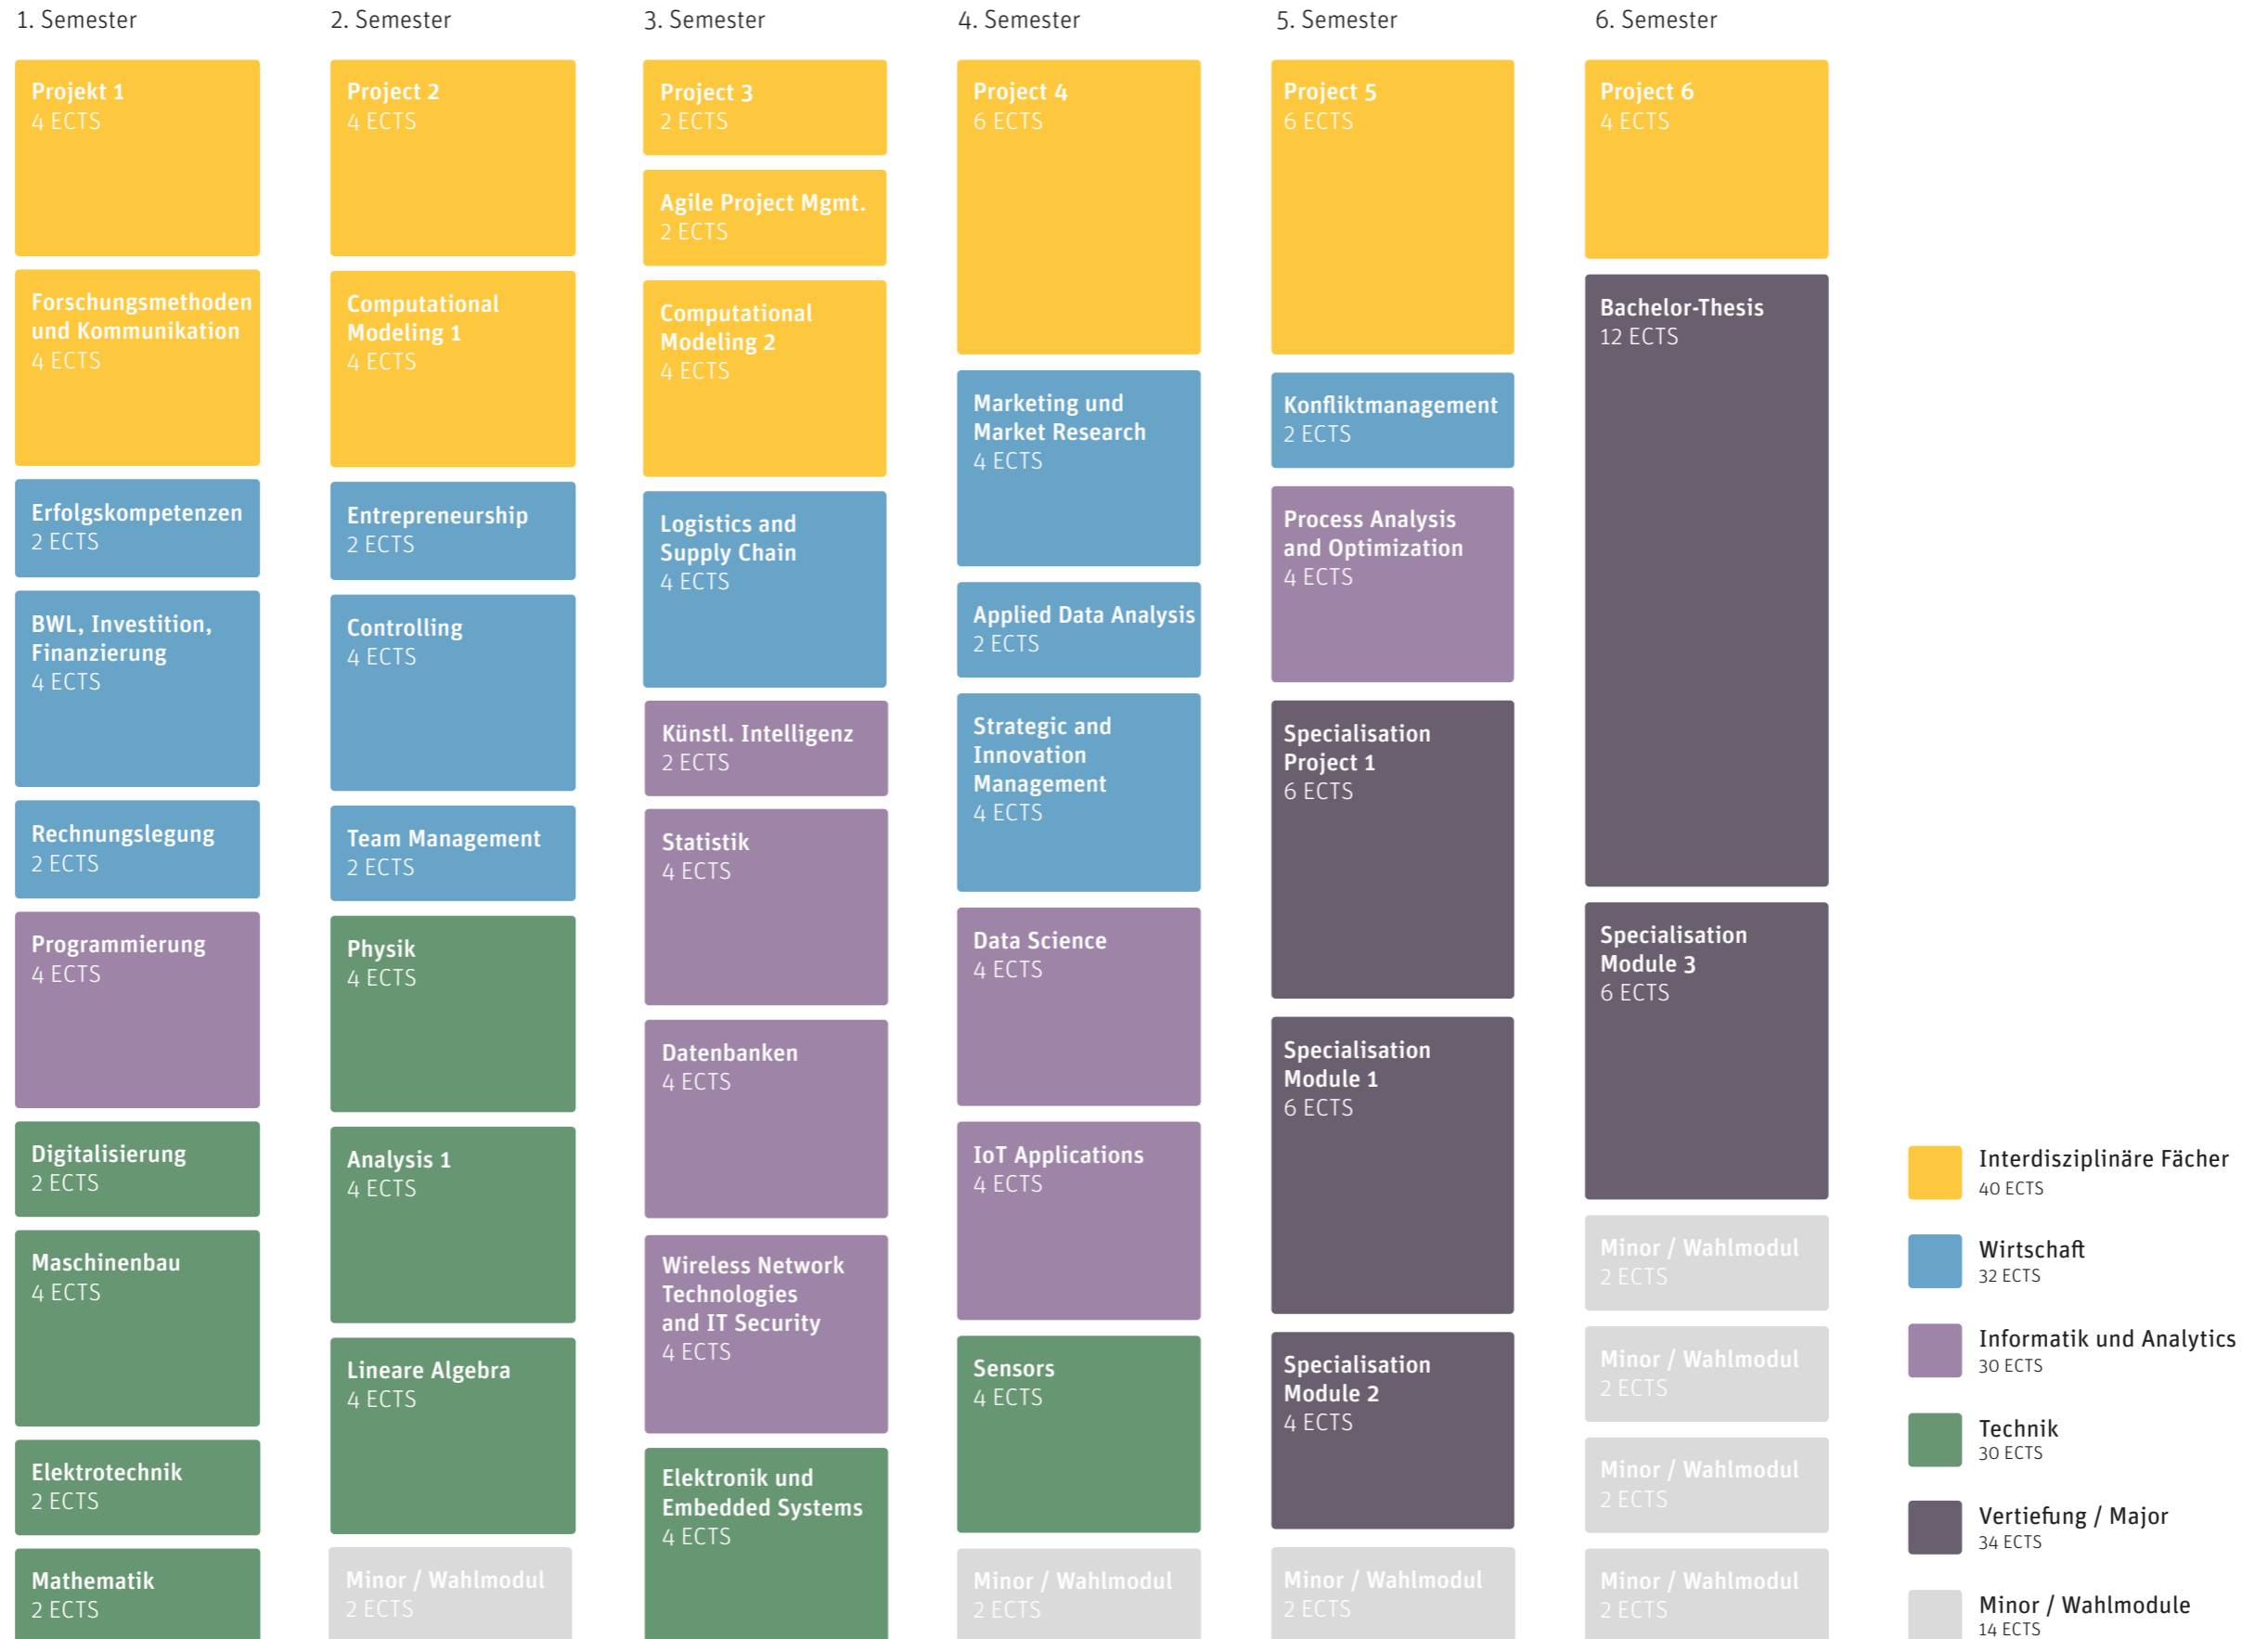 1. Semester
Projekt 1
4 ECTS
Forschungsmethoden
und Kommunikation
4 ECTS
Erfolgskompetenzen
2 ECTS
BWL, Investition,
Finanzierung
4 ECTS
Rechnungslegung
2 ECTS
Programmierung
4 ECTS
Digitalisierung
2 ECTS
Maschinenbau
4 ECTS
Elektrotechnik
2 ECTS
Mathematik
2 ECTS
2. Semester
Project 2
4 ECTS
Computational
Modeling 1
4 ECTS
Entrepreneurship
2 ECTS
Controlling
4 ECTS
Team Management
2 ECTS
Physik
4 ECTS
Analysis 1
4 ECTS
Lineare Algebra
4 ECTS
Minor / Wahlmodul
2 ECTS
3. Semester
Project 3
2 ECTS
Agile Project Mgmt.
2 ECTS
Computational
Modeling 2
4 ECTS
Logistics and
Supply Chain
4 ECTS
Künstl. Intelligenz
2 ECTS
Statistik
4 ECTS
Datenbanken
4 ECTS
Wireless Network
Technologies
and IT Security
4 ECTS
Elektronik und
Embedded Systems
4 ECTS
4. Semester
Project 4
6 ECTS
Marketing und
Market Research
4 ECTS
Applied Data Analysis
2 ECTS
Strategic and
Innovation
Management
4 ECTS
Data Science
4 ECTS
IoT Applications
4 ECTS
Sensors
4 ECTS
Minor / Wahlmodul
2 ECTS
5. Semester
Project 5
6 ECTS
Konfliktmanagement
2 ECTS
Process Analysis
and Optimization
4 ECTS
Specialisation
Project 1
6 ECTS
Specialisation
Module 1
6 ECTS
Specialisation
Module 2
4 ECTS
Minor / Wahlmodul
2 ECTS
6. Semester
Project 6
4 ECTS
Bachelor-Thesis
12 ECTS
Specialisation
Module 3
6 ECTS
Minor / Wahlmodul
2 ECTS
Minor / Wahlmodul
2 ECTS
Minor / Wahlmodul
2 ECTS
Minor / Wahlmodul
2 ECTS
Interdisziplinäre Fächer
40 ECTS
Wirtschaft
32 ECTS
Informatik und Analytics
30 ECTS
Technik
30 ECTS
Vertiefung / Major
34 ECTS
Minor / Wahlmodule
14 ECTS